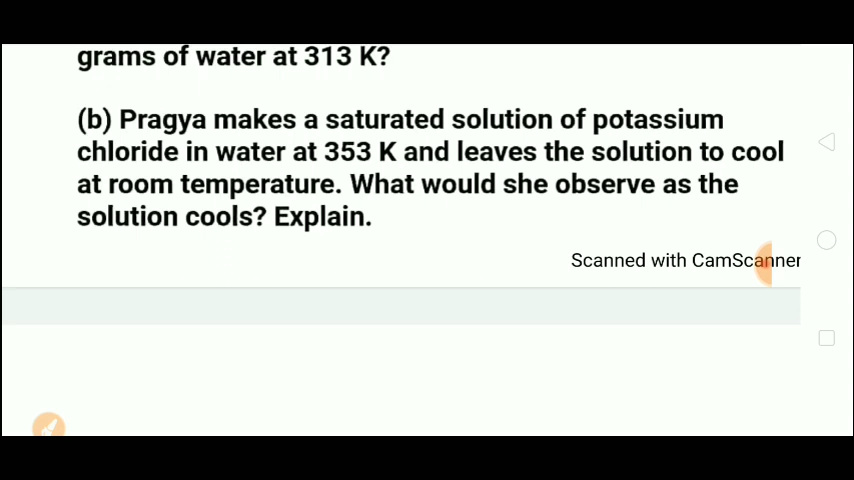 grams of water at 313 K?
(b) Pragya makes a saturated solution of potassium
chloride in water at 353 K and leaves the solution to cool
at room temperature. What would she observe as the
solution cools? Explain.
Scanned with CamScanner